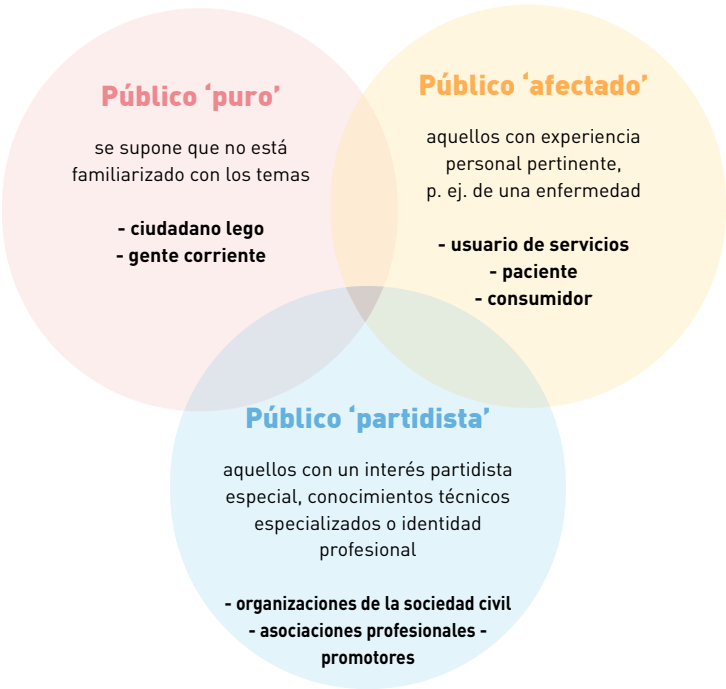 Público ‘puro’
se supone que no está
familiarizado con los temas
- ciudadano lego
- gente corriente
Público ‘afectado’
aquellos con experiencia
personal pertinente,
p. ej. de una enfermedad
- usuario de servicios
- paciente
- consumidor
Público ‘partidista’
aquellos con un interés partidista
especial, conocimientos técnicos
especializados o identidad
profesional
- organizaciones de la sociedad civil
- asociaciones profesionales -
promotores